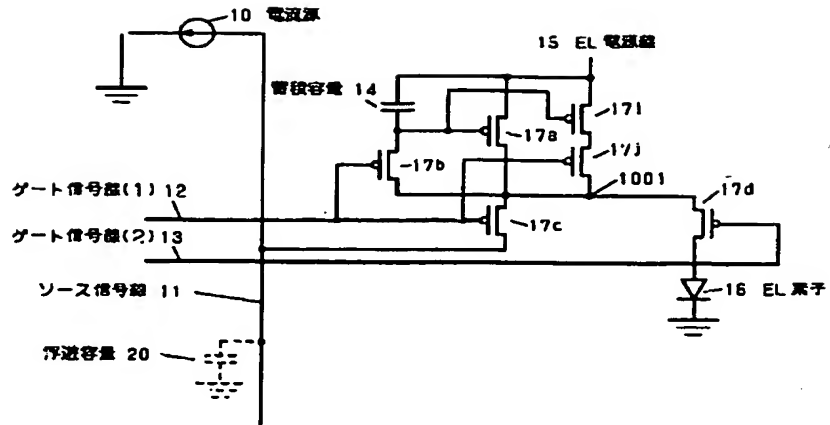 10 電流源
15 EL 電源線
蓄積容量 14
17i
17a
17j
17b
1001
17d
ゲート信号線(1) 12
17c
ゲート信号線(2) 13
ソース信号線 11
16 EL 素子
浮遊容量 20